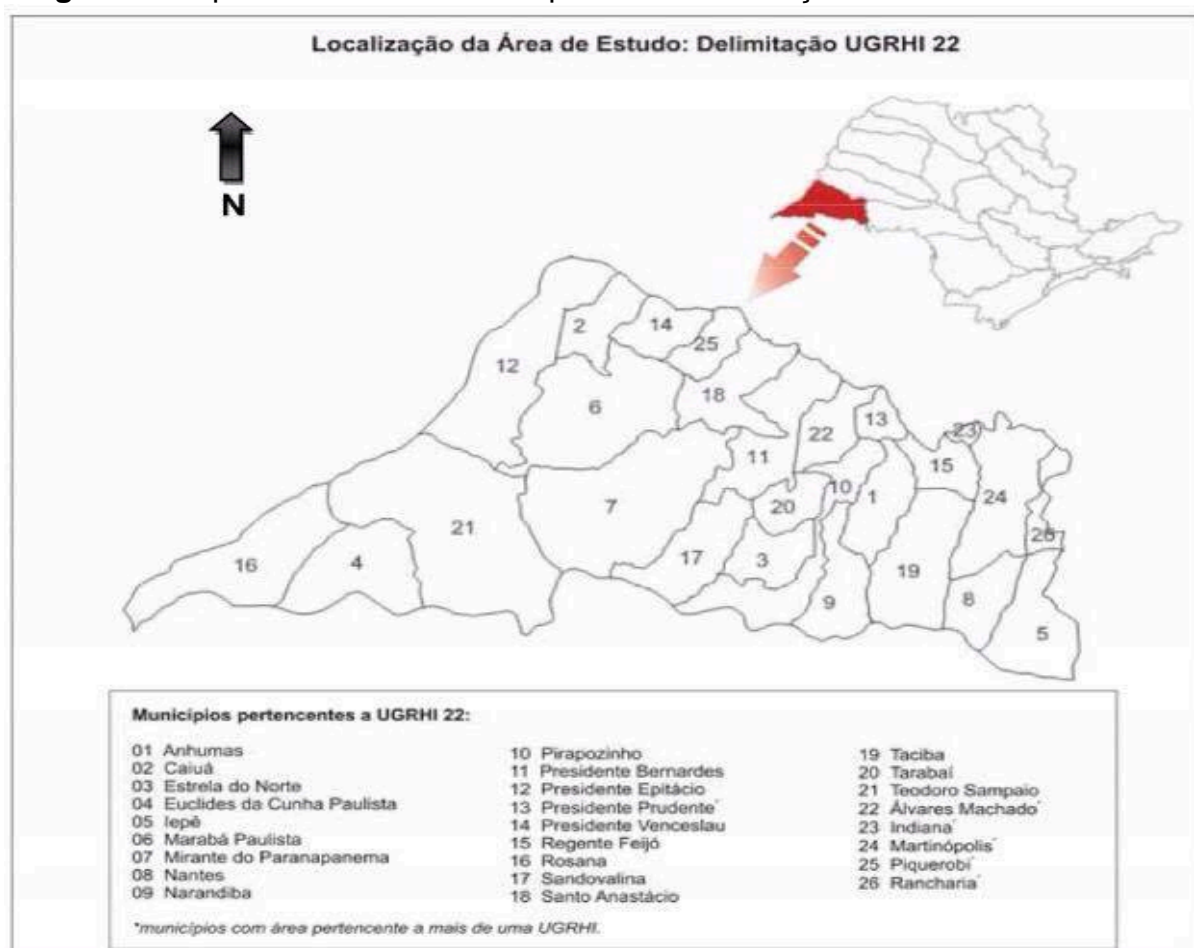 Localização da Área de Estudo: Delimitação UGRHI 22
N
2
14
25
12
18
6
13
22
23
11
15
10
1
24
20
7
21
26
17
3
16
4
19
8
9
5
Municípios pertencentes a UGRHI 22:
01 Anhumas
02 Caiuá
03 Estrela do Norte
04 Euclides da Cunha Paulista
05 Iepê
06 Marabá Paulista
07 Mirante do Paranapanema
08 Nantes
09 Narandiba
10 Pirapozinho
11 Presidente Bernardes
12 Presidente Epitácio
13 Presidente Prudente*
14 Presidente Venceslau
15 Regente Feijó
16 Rosana
17 Sandovalina
18 Santo Anastácio
19 Taciba
20 Tarabaí
21 Teodoro Sampaio
22 Álvares Machado*
23 Indiana*
24 Martinópolis*
25 Piquerobi*
26 Rancharia*
*municípios com área pertencente a mais de uma UGRHI.